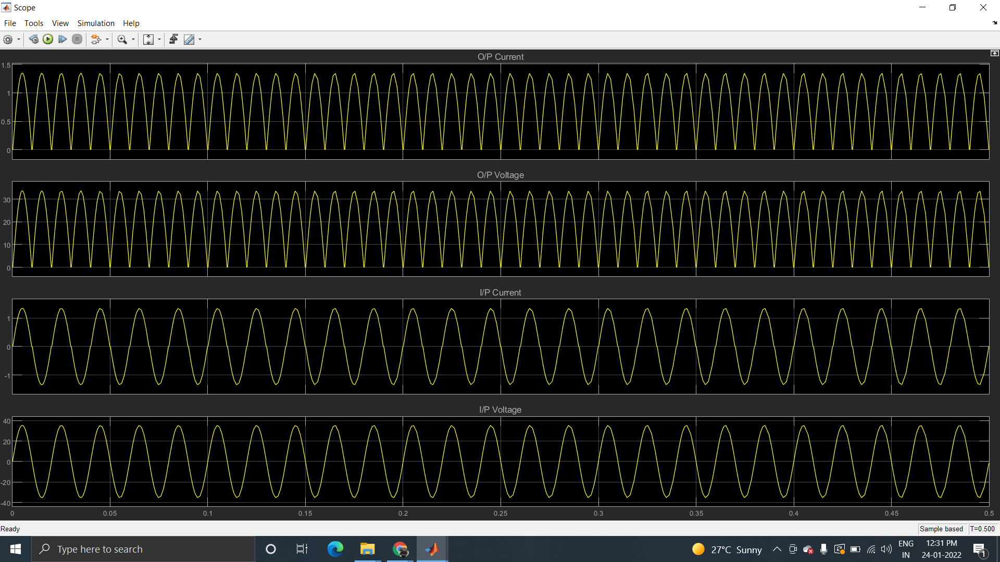 Scope
File Tools View Simulation Help
O/P Current
1.5
1
0.5
0
O/P Voltage
30
20
10
0
I/P Current
1
0
-1
I/P Voltage
40
20
0
-20
-40
0 0.05 0.1 0.15 0.2 0.25 0.3 0.35 0.4 0.45 0.5
Ready Sample based T=0.500
Type here to search 27°C Sunny ENG 12:31 PM
IN 24-01-2022 1